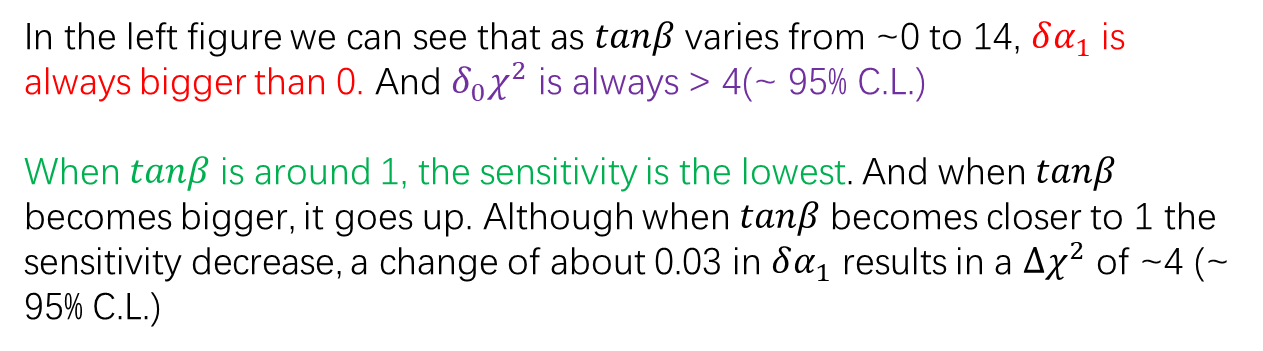 In the left figure we can see that as tanβ varies from ~0 to 14, δα₁ is
always bigger than 0. And δ₀χ² is always > 4(~ 95% C.L.)
When tanβ is around 1, the sensitivity is the lowest. And when tanβ
becomes bigger, it goes up. Although when tanβ becomes closer to 1 the
sensitivity decrease, a change of about 0.03 in δα₁ results in a Δχ² of ~4 (~
95% C.L.)